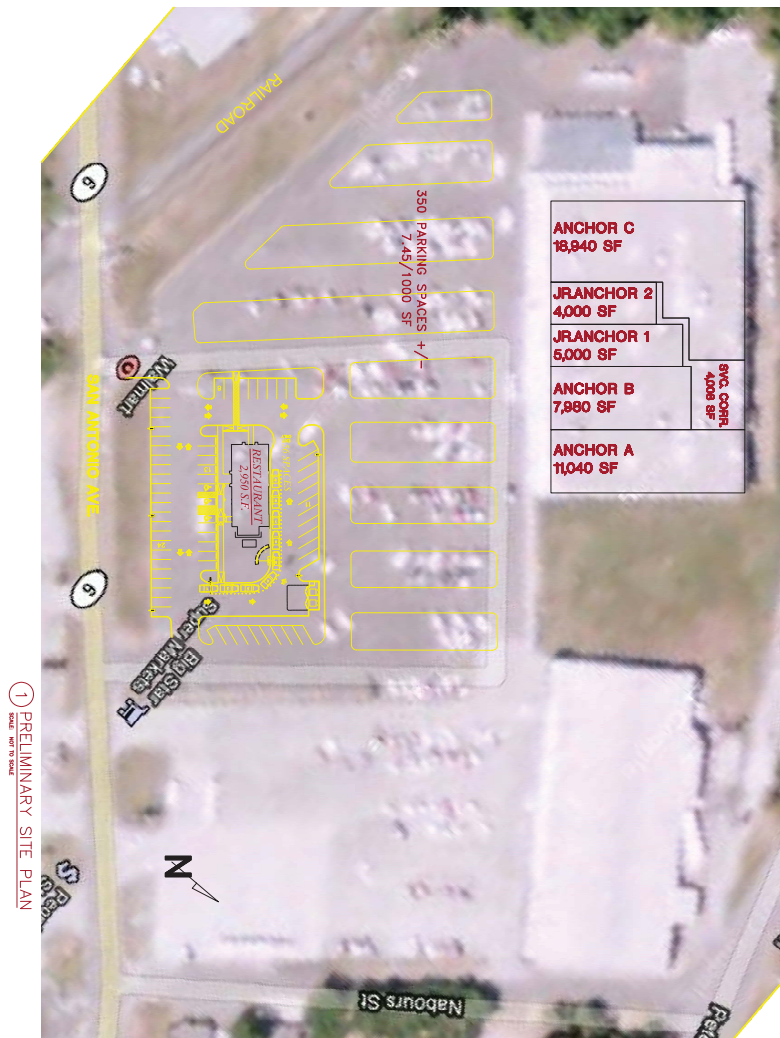 RAILROAD
6
350 PARKING SPACES +/-
7.45/1000 SF
ANCHOR C
18,940 SF
JR.ANCHOR 2
4,000 SF
JR.ANCHOR 1
5,000 SF
SVC. CORR.
4,008 SF
ANCHOR B
7,980 SF
ANCHOR A
11,040 SF
Walmart
SAN ANTONIO AVE.
RESTAURANT
2,950 S.F.
6
Big Star
Super Markets
1
PRELIMINARY SITE PLAN
SCALE: NOT TO SCALE
N
S
Nabours St